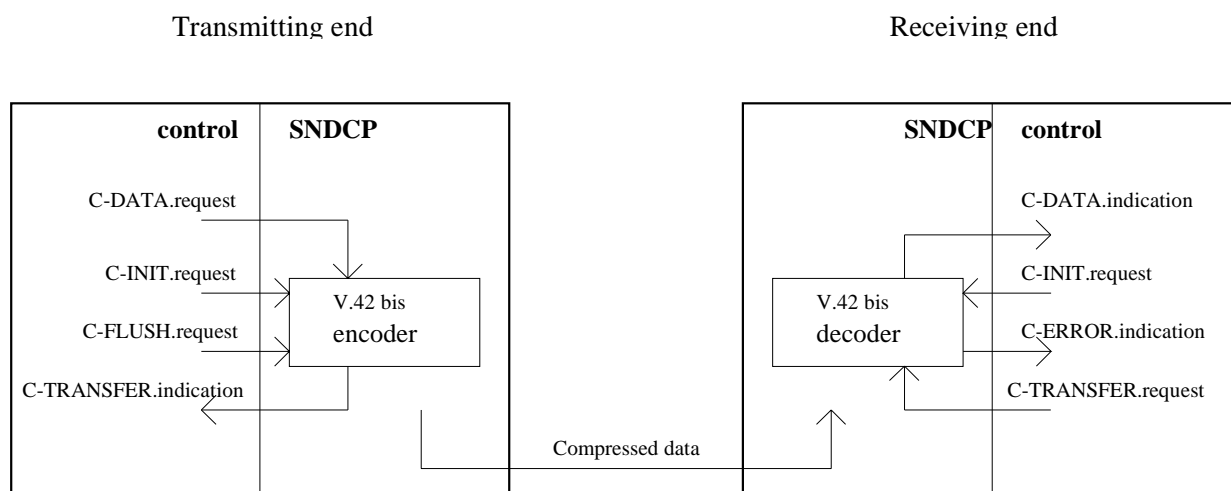 Transmitting end
Receiving end
control
SNDCP
SNDCP
control
C-DATA.request
C-DATA.indication
C-INIT.request
C-INIT.request
V.42 bis
encoder
V.42 bis
decoder
C-FLUSH.request
C-ERROR.indication
C-TRANSFER.indication
C-TRANSFER.request
Compressed data